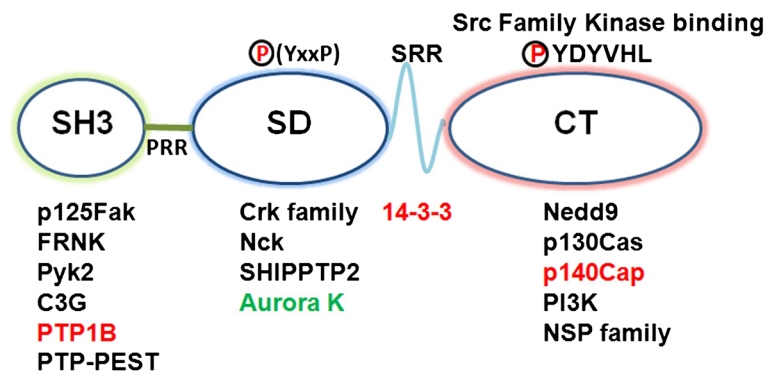 Src Family Kinase binding
P (YxxP)
SRR
P YDYVHL
SH3
PRR
SD
CT
p125Fak
FRNK
Pyk2
C3G
PTP1B
PTP-PEST
Crk family
Nck
SHIPPTP2
Aurora K
14-3-3
Nedd9
p130Cas
p140Cap
PI3K
NSP family